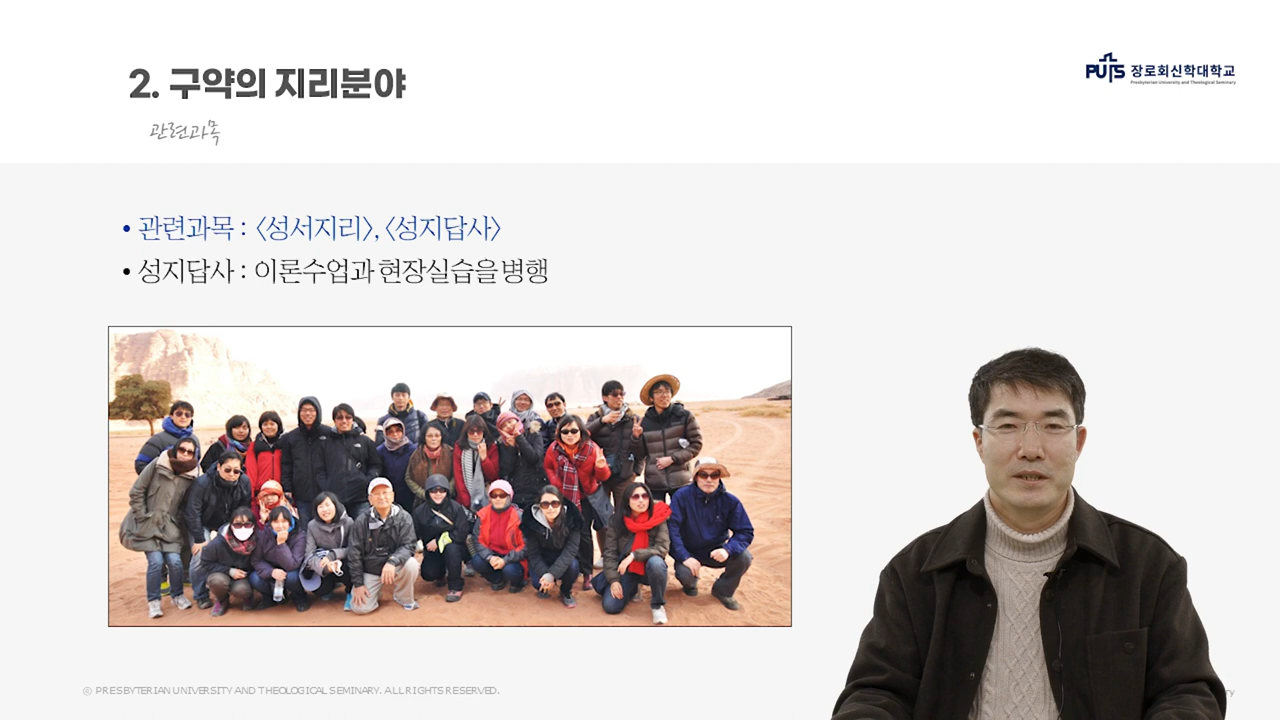 2. 구약의 지리분야
관련과목
PUTS 장로회신학대학교
Presbyterian University and Theological Seminary
• 관련과목 : <성서지리>, <성지답사>
• 성지답사 : 이론수업과 현장실습을 병행
© PRESBYTERIAN UNIVERSITY AND THEOLOGICAL SEMINARY. ALL RIGHTS RESERVED.